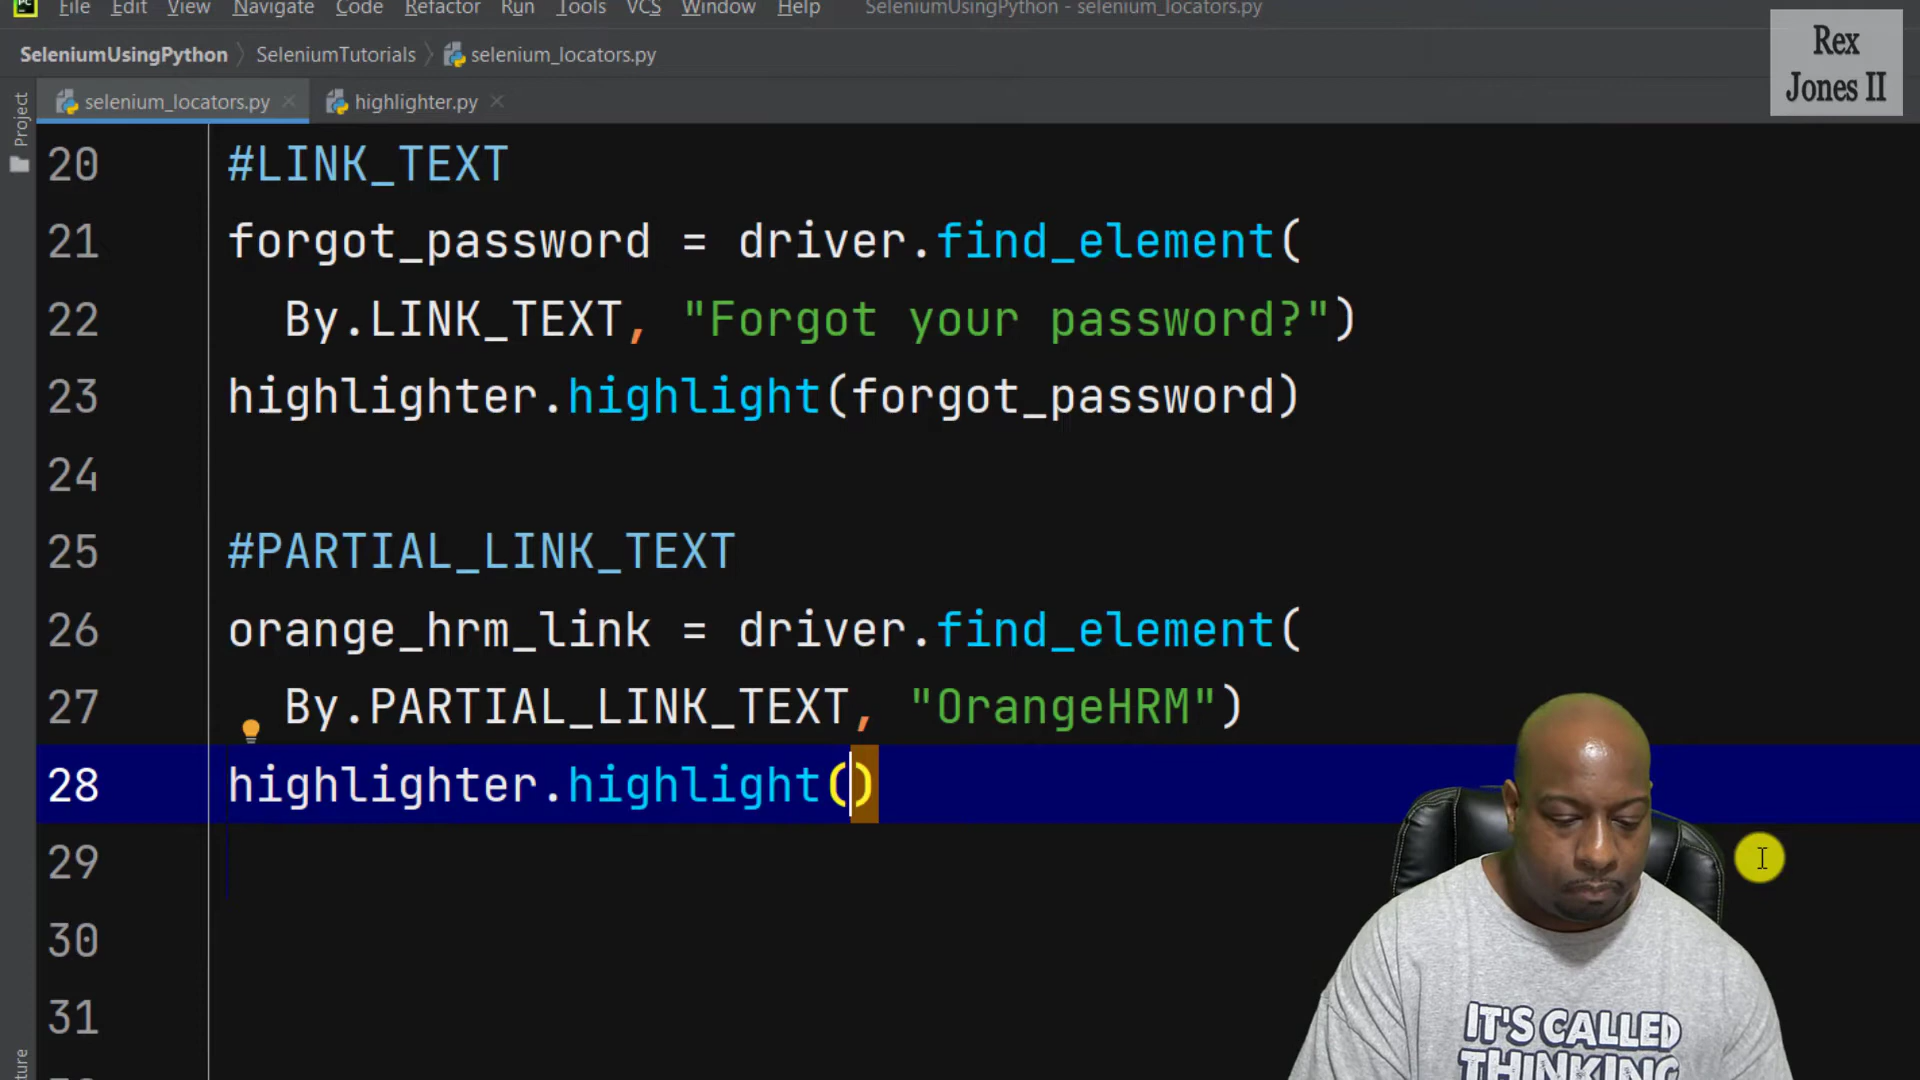 PC File Edit View Navigate Code Refactor Run Tools VCS Window Help SeleniumUsingPython - selenium_locators.py
Rex
Jones II
SeleniumUsingPython SeleniumTutorials selenium_locators.py
selenium_locators.py highlighter.py
Project
20 #LINK_TEXT
21 forgot_password = driver.find_element(
22 By.LINK_TEXT, "Forgot your password?")
23 highlighter.highlight(forgot_password)
24
25 #PARTIAL_LINK_TEXT
26 orange_hrm_link = driver.find_element(
27 By.PARTIAL_LINK_TEXT, "OrangeHRM")
28 highlighter.highlight()
29
30
31
IT'S CALLED
THINKING